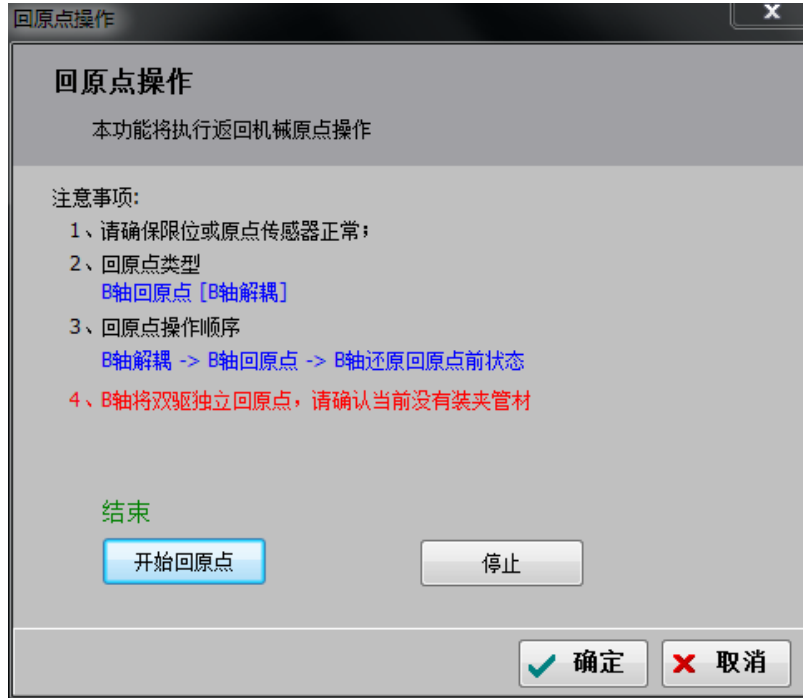 回原点操作
回原点操作
本功能将执行返回机械原点操作
注意事项:
1、请确保限位或原点传感器正常;
2、回原点类型
B轴回原点 [B轴解耦]
3、回原点操作顺序
B轴解耦 -> B轴回原点 -> B轴还原回原点前状态
4、B轴将双驱独立回原点，请确认当前没有装夹管材
结束
开始回原点
停止
确定
取消